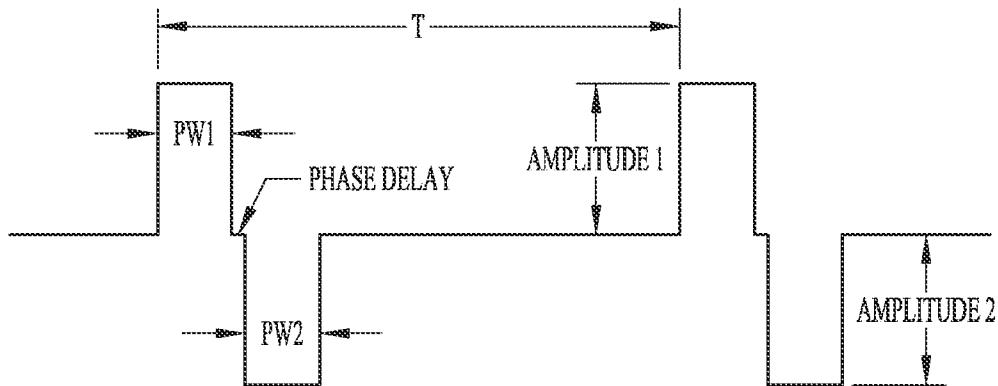 T
PW1
AMPLITUDE 1
PHASE DELAY
AMPLITUDE 2
PW2